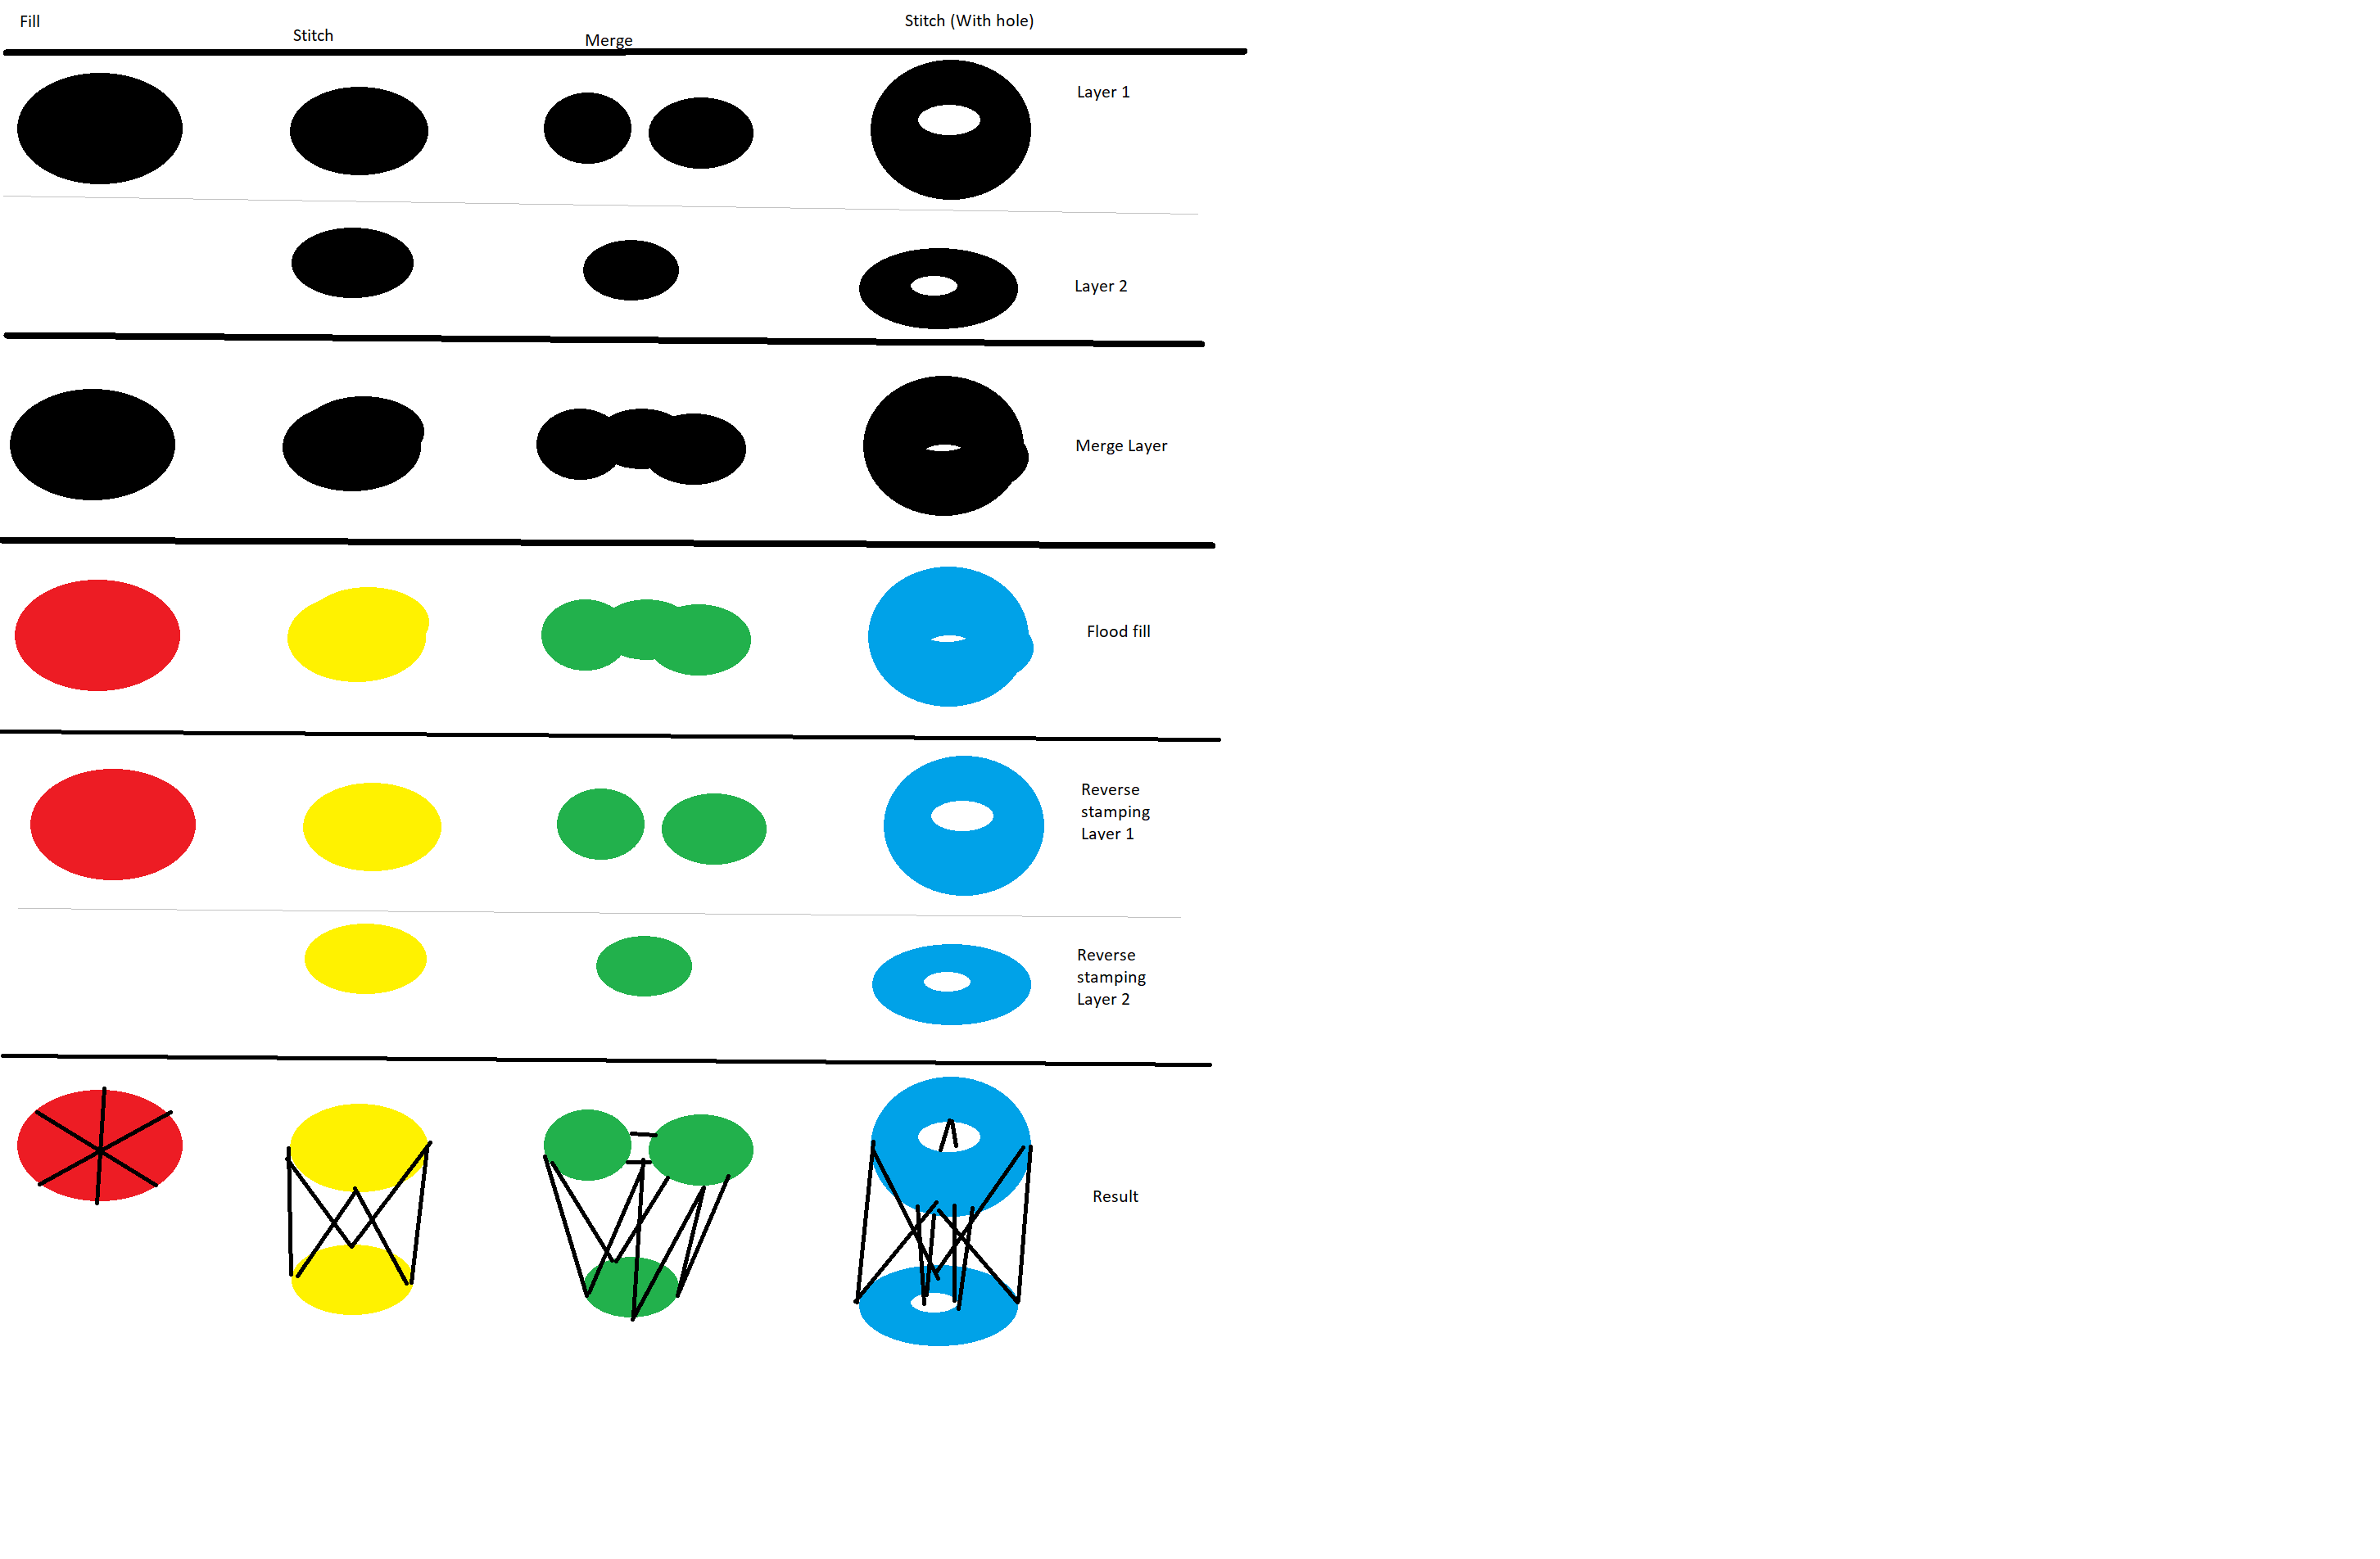 Fill
Stitch
Merge
Stitch (With hole)
Layer 1
Layer 2
Merge Layer
Flood fill
Reverse
stamping
Layer 1
Reverse
stamping
Layer 2
Result